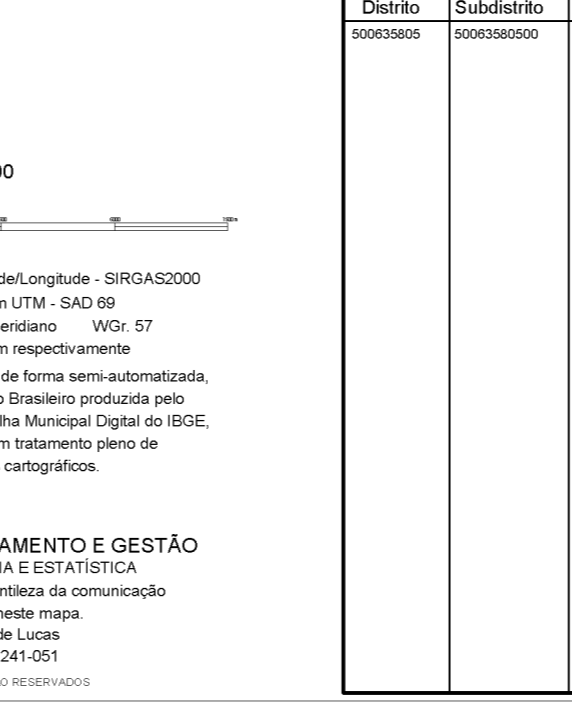 Distrito Subdistrito
500635805 50063580500
00
de/Longitude - SIRGAS2000
m UTM - SAD 69
eridiano WGr. 57
m respectivamente
de forma semi-automatizada,
o Brasileiro produzida pelo
lha Municipal Digital do IBGE,
m tratamento pleno de
cartográficos.
AMENTO E GESTÃO
IA E ESTATÍSTICA
ntileza da comunicação
neste mapa.
de Lucas
241-051
O RESERVADOS